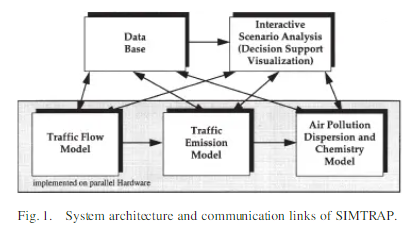 Data
Base
Interactive
Scenario Analysis
(Decision Support
Visualization)
Traffic Flow
Model
Traffic
Emission
Model
Air Pollution
Dispersion and
Chemistry
Model
implemented on parallel Hardware
Fig. 1. System architecture and communication links of SIMTRAP.